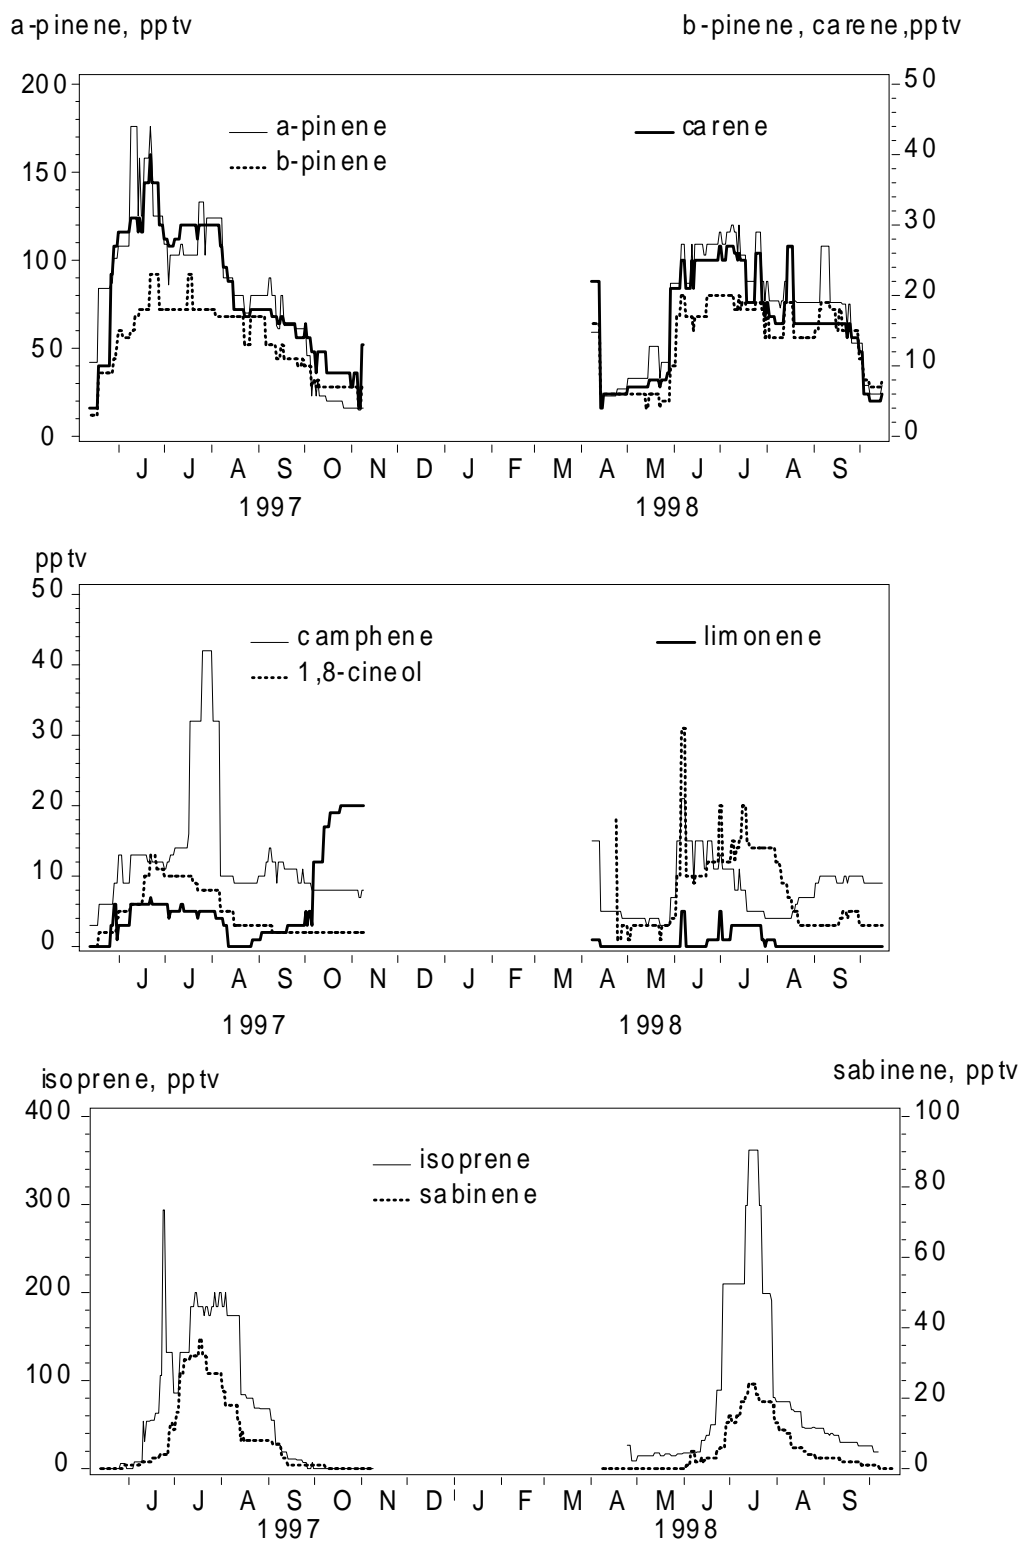 a-pinene, pptv
b-pinene, carene,pptv
200
150
100
50
0
50
40
30
20
10
0
a-pinene
b-pinene
carene
J J A S O N D J F M A M J J A S
1997
1998
pptv
50
40
30
20
10
0
camphene
1,8-cineol
limonene
J J A S O N D J F M A M J J A S
1997
1998
isoprene, pptv
sabinene, pptv
400
300
200
100
0
100
80
60
40
20
0
isoprene
sabinene
J J A S O N D J F M A M J J A S
1997
1998